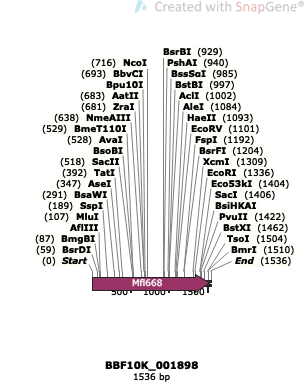 Created with SnapGene®
BsrBI (929)
(716) NcoI PshAI (940)
(693) BbvCI BssSαI (985)
Bpu10I BstBI (997)
(683) AatII AclI (1002)
(681) ZraI AleI (1084)
(638) NmeAIII HaeII (1093)
(529) BmeT110I EcoRV (1101)
(528) AvaI FspI (1192)
BsoBI BsrFI (1204)
(518) SacII XcmI (1309)
(392) TatI EcoRI (1336)
(347) AseI Eco53kI (1404)
(291) BsaWI SacI (1406)
(189) SspI BsiHKAI
(107) MluI PvuII (1422)
AflIII BstXI (1462)
(87) BmgBI TsoI (1504)
(59) BsrDI BmrI (1510)
(0) Start End (1536)
Mfl668
500 1000 1500
BBF10K_001898
1536 bp